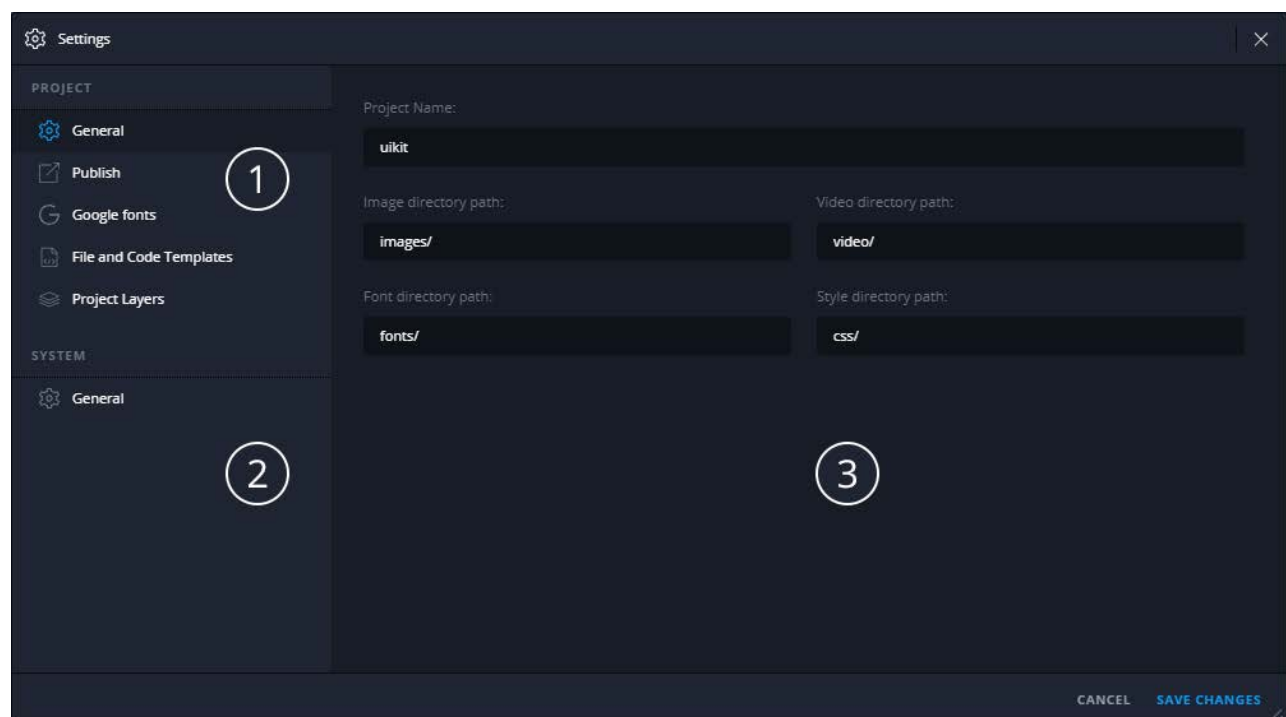 Settings
PROJECT
General
Publish
Google fonts
File and Code Templates
Project Layers
1
SYSTEM
General
2
Project Name:
uikit
Image directory path: Video directory path:
images/ video/
Font directory path: Style directory path:
fonts/ css/
3
CANCEL SAVE CHANGES